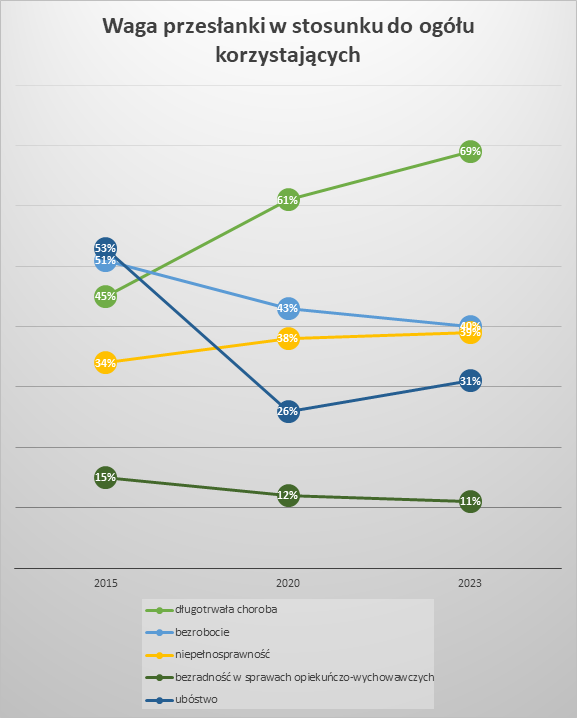 Waga przesłanki w stosunku do ogółu
korzystających
69%
61%
53%
51%
45%
43%
40%
39%
38%
34%
31%
26%
15%
12%
11%
2015 2020 2023
długotrwała choroba
bezrobocie
niepełnosprawność
bezradność w sprawach opiekuńczo-wychowawczych
ubóstwo